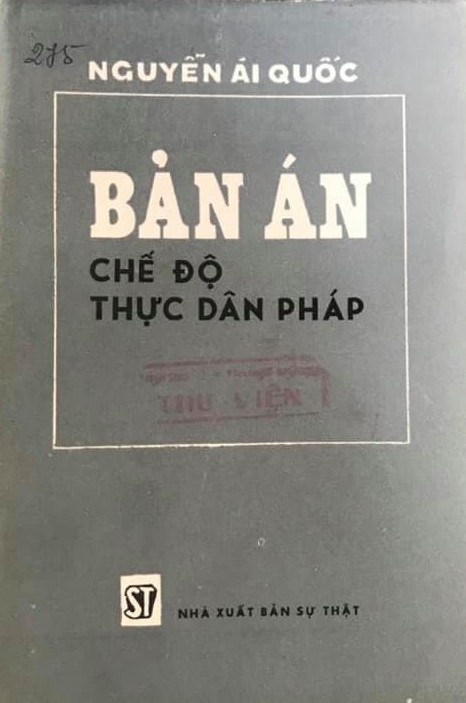 275
NGUYỄN ÁI QUỐC
BẢN ÁN
CHẾ ĐỘ
THỰC DÂN PHÁP
THƯ VIỆN
ST
NHÀ XUẤT BẢN SỰ THẬT